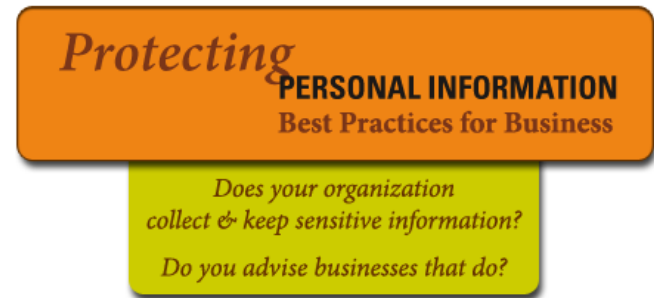 Protecting
PERSONAL INFORMATION
Best Practices for Business
Does your organization
collect & keep sensitive information?
Do you advise businesses that do?